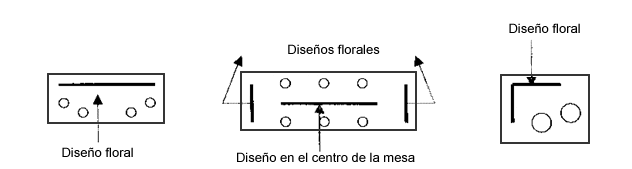 Diseño floral
Diseños florales
Diseño floral
Diseño en el centro de la mesa